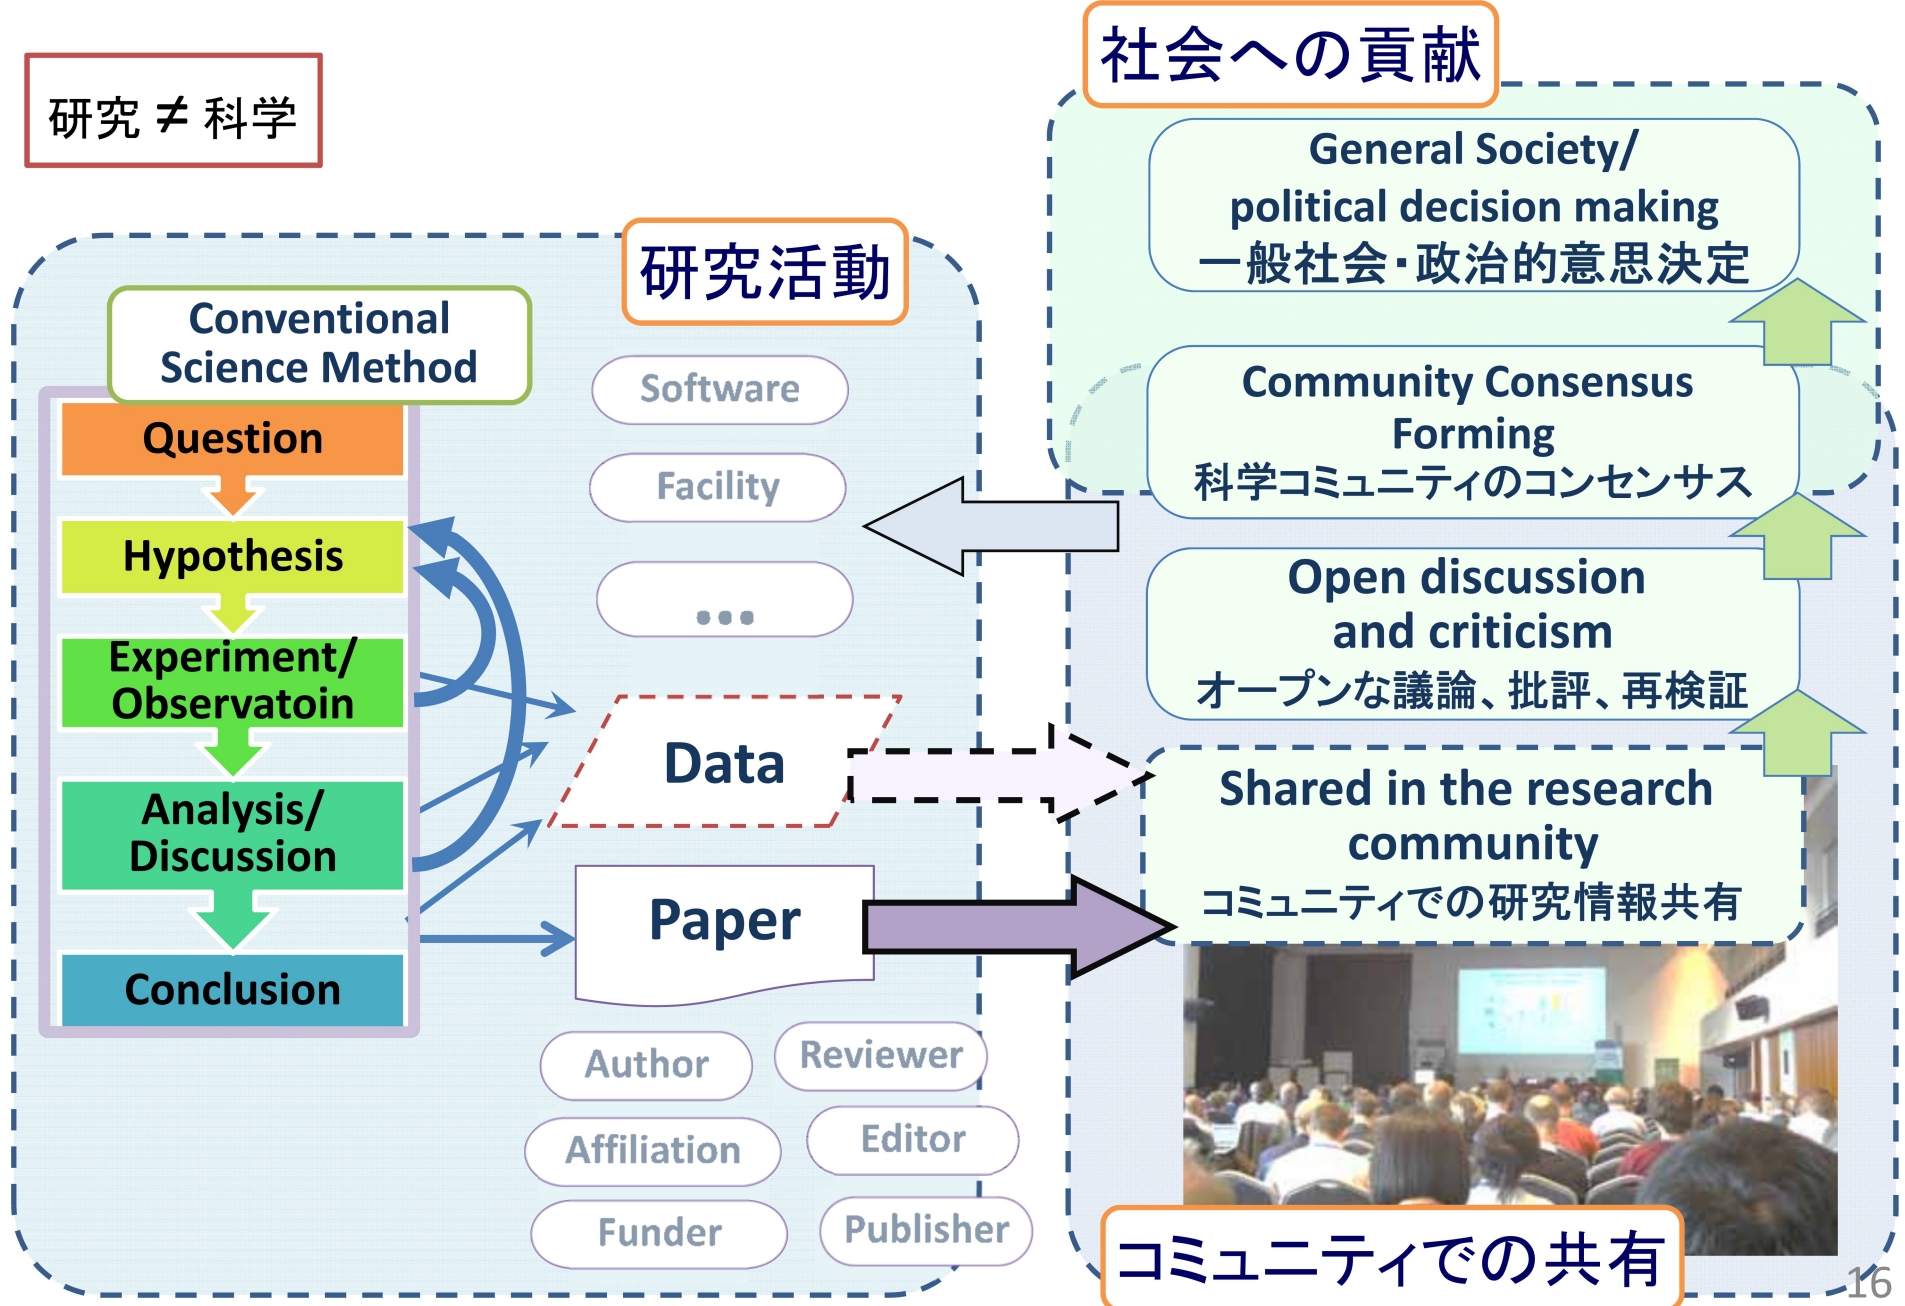 研究 ≠ 科学
社会への貢献
General Society/
political decision making
一般社会・政治的意思決定
Community Consensus
Forming
科学コミュニティのコンセンサス
Open discussion
and criticism
オープンな議論、批評、再検証
Shared in the research
community
コミュニティでの研究情報共有
コミュニティでの共有
研究活動
Conventional
Science Method
Question
Hypothesis
Experiment/
Observatoin
Analysis/
Discussion
Conclusion
Software
Facility
...
Data
Paper
Author
Reviewer
Affiliation
Editor
Funder
Publisher
16